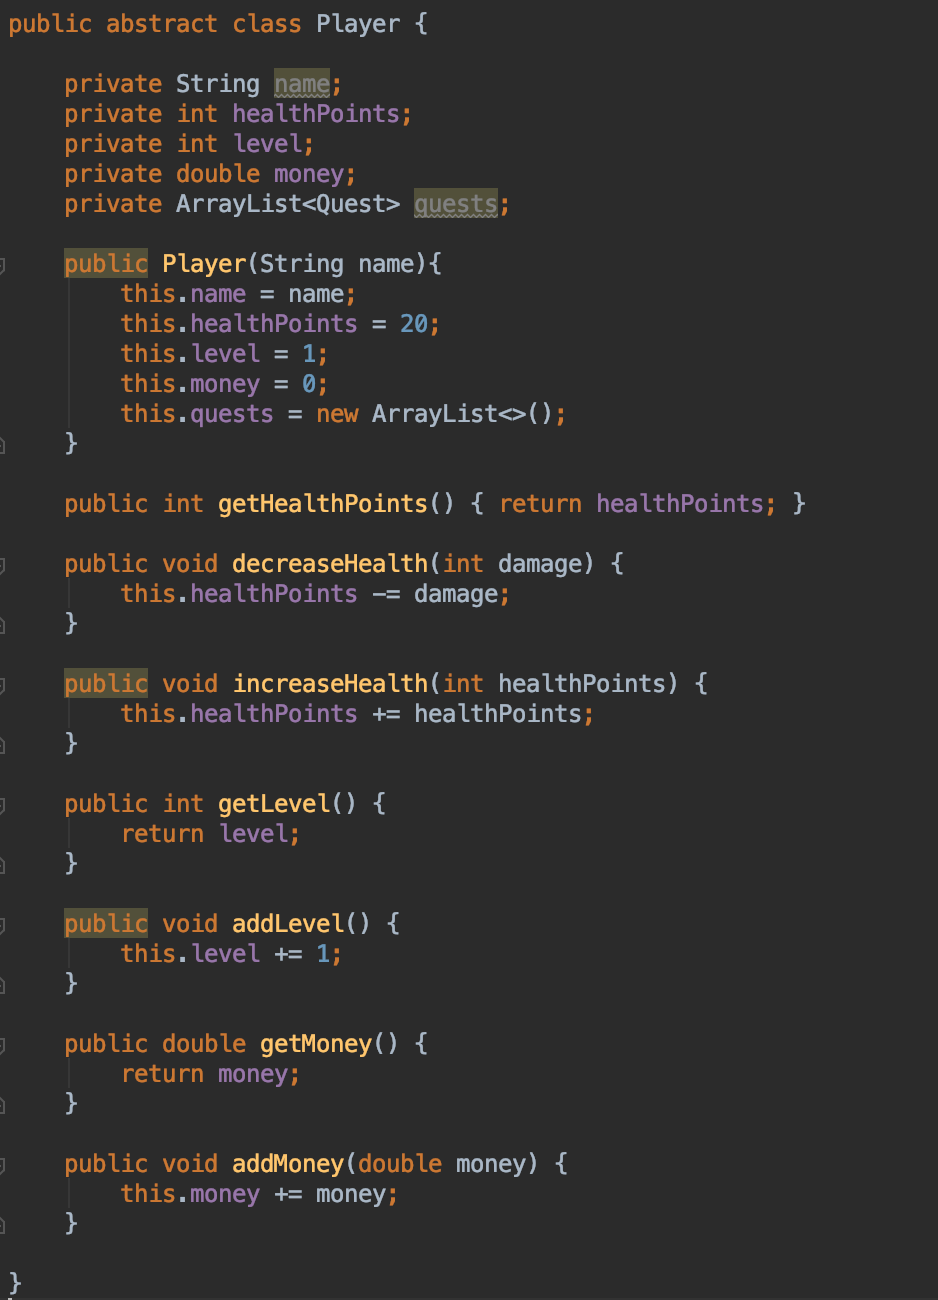 public abstract class Player {
private String name;
private int healthPoints;
private int level;
private double money;
private ArrayList<Quest> quests;
public Player(String name){
this.name = name;
this.healthPoints = 20;
this.level = 1;
this.money = 0;
this.quests = new ArrayList<>();
}
public int getHealthPoints() { return healthPoints; }
public void decreaseHealth(int damage) {
this.healthPoints -= damage;
}
public void increaseHealth(int healthPoints) {
this.healthPoints += healthPoints;
}
public int getLevel() {
return level;
}
public void addLevel() {
this.level += 1;
}
public double getMoney() {
return money;
}
public void addMoney(double money) {
this.money += money;
}
}